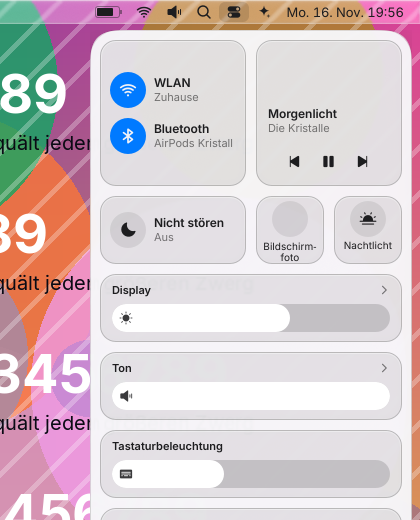 Mo. 16. Nov. 19:56
89
quält jeder
39
quält jeder
345
quält jeder
456
WLAN
Zuhause
Bluetooth
AirPods Kristall
Morgenlicht
Die Kristalle
Nicht stören
Aus
Bildschirm-
foto
Nachtlicht
Display
Ton
Tastaturbeleuchtung